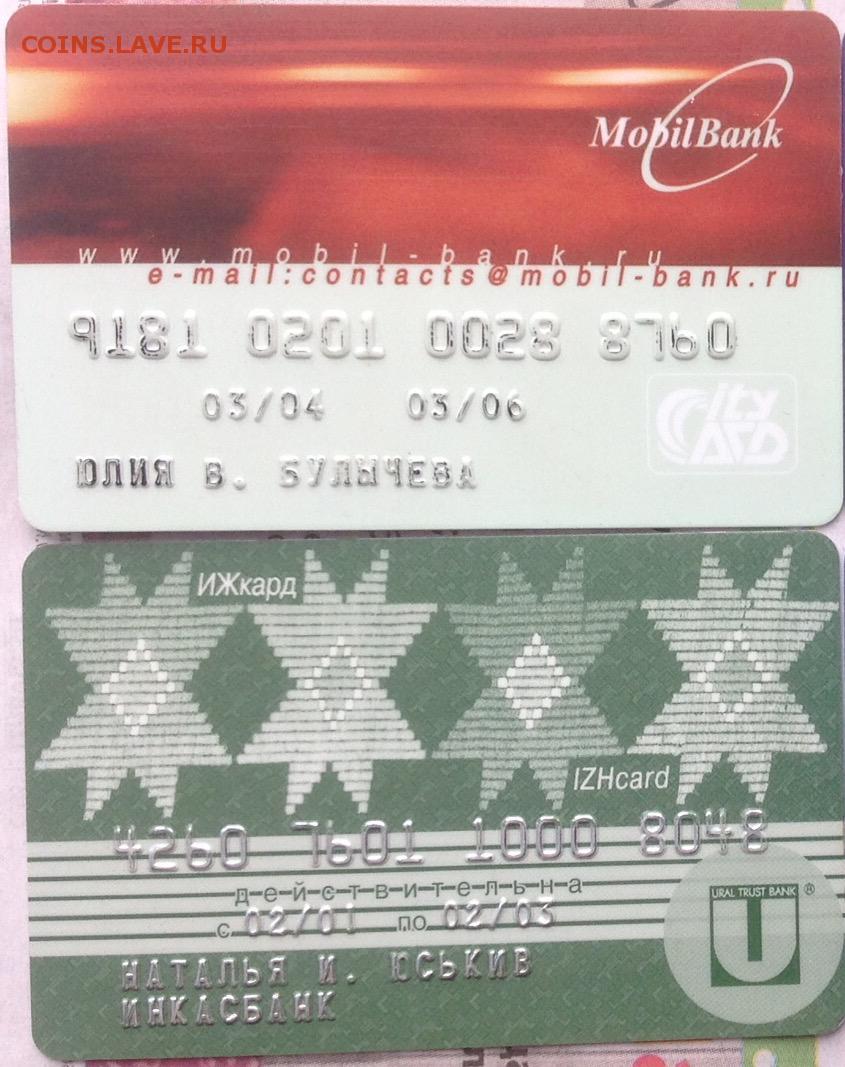 COINS.LAVE.RU
MobilBank
www.mobil-bank.ru
e-mail:contacts@mobil-bank.ru
9181 0201 0028 8760
03/04 03/06
City CARD
ЮЛИЯ В. БУЛЫЧЕВА
ИЖкард
IZHcard
4260 7601 1000 8048
действительна
с 02/01 по 02/03
URAL TRUST BANK ®
НАТАЛЬЯ И. ЮСЬКИВ
ИНКАСБАНК